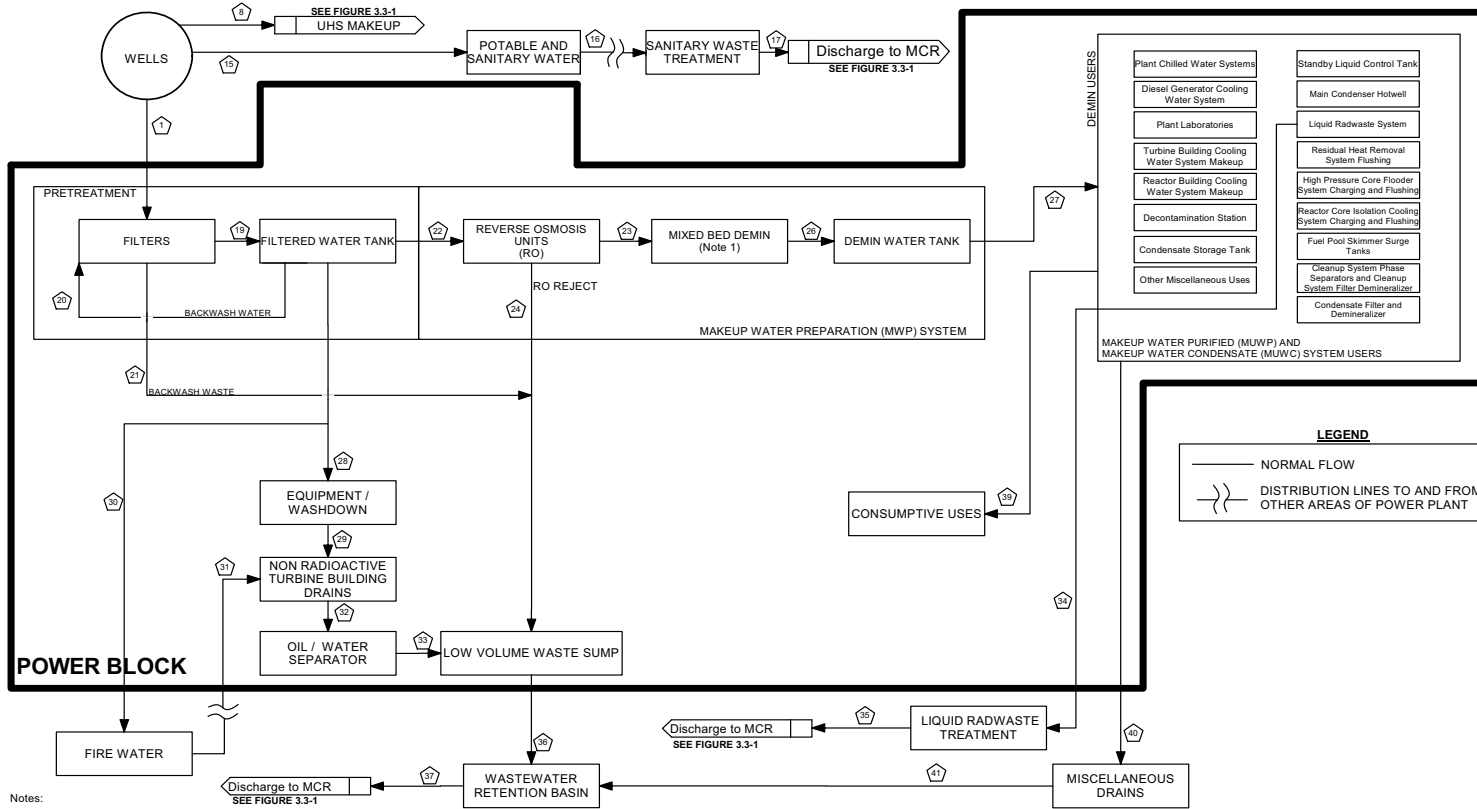 8
SEE FIGURE 3.3-1
UHS MAKEUP
WELLS
15
POTABLE AND
SANITARY WATER
16
SANITARY WASTE
TREATMENT
17
Discharge to MCR
SEE FIGURE 3.3-1
1
DEMIN USERS
Plant Chilled Water Systems
Diesel Generator Cooling
Water System
Plant Laboratories
Turbine Building Cooling
Water System Makeup
Reactor Building Cooling
Water System Makeup
Decontamination Station
Condensate Storage Tank
Other Miscellaneous Uses
Standby Liquid Control Tank
Main Condenser Hotwell
Liquid Radwaste System
Residual Heat Removal
System Flushing
High Pressure Core Flooder
System Charging and Flushing
Reactor Core Isolation Cooling
System Charging and Flushing
Fuel Pool Skimmer Surge
Tanks
Cleanup System Phase
Separators and Cleanup
System Filter Demineralizer
Condensate Filter and
Demineralizer
MAKEUP WATER PURIFIED (MUWP) AND
MAKEUP WATER CONDENSATE (MUWC) SYSTEM USERS
PRETREATMENT
FILTERS
19
FILTERED WATER TANK
22
REVERSE OSMOSIS
UNITS
(RO)
23
MIXED BED DEMIN
(Note 1)
26
DEMIN WATER TANK
27
20
BACKWASH WATER
RO REJECT
24
MAKEUP WATER PREPARATION (MWP) SYSTEM
21
BACKWASH WASTE
28
30
EQUIPMENT /
WASHDOWN
29
31
NON RADIOACTIVE
TURBINE BUILDING
DRAINS
32
OIL / WATER
SEPARATOR
33
LOW VOLUME WASTE SUMP
POWER BLOCK
CONSUMPTIVE USES
39
34
LEGEND
NORMAL FLOW
DISTRIBUTION LINES TO AND FROM
OTHER AREAS OF POWER PLANT
FIRE WATER
36
Discharge to MCR
SEE FIGURE 3.3-1
35
LIQUID RADWASTE
TREATMENT
40
Discharge to MCR
SEE FIGURE 3.3-1
37
WASTEWATER
RETENTION BASIN
41
MISCELLANEOUS
DRAINS
Notes: